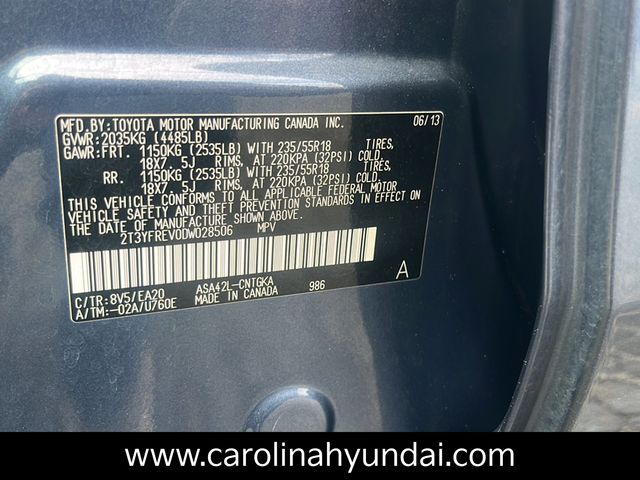 MFD.BY:TOYOTA MOTOR MANUFACTURING CANADA INC. 06/13
GVWR:2035KG (4485LB)
GAWR:FRT. 1150KG (2535LB) WITH 235/55R18 TIRES,
18X7 5J RIMS, AT 220KPA (32PSI) COLD
RR. 1150KG (2535LB) WITH 235/55R18 TIRES,
18X7 5J RIMS, AT 220KPA (32PSI) COLD.
THIS VEHICLE CONFORMS TO ALL APPLICABLE FEDERAL MOTOR
VEHICLE SAFETY AND THEFT PREVENTION STANDARDS IN EFFECT ON
THE DATE OF MANUFACTURE SHOWN ABOVE.
2T3YFREV0DW028506 MPV
A
C/TR:8V5/EA20 ASA42L-CNTGKA
A/TM:-02A/U760E MADE IN CANADA 986
www.carolinahyundai.com